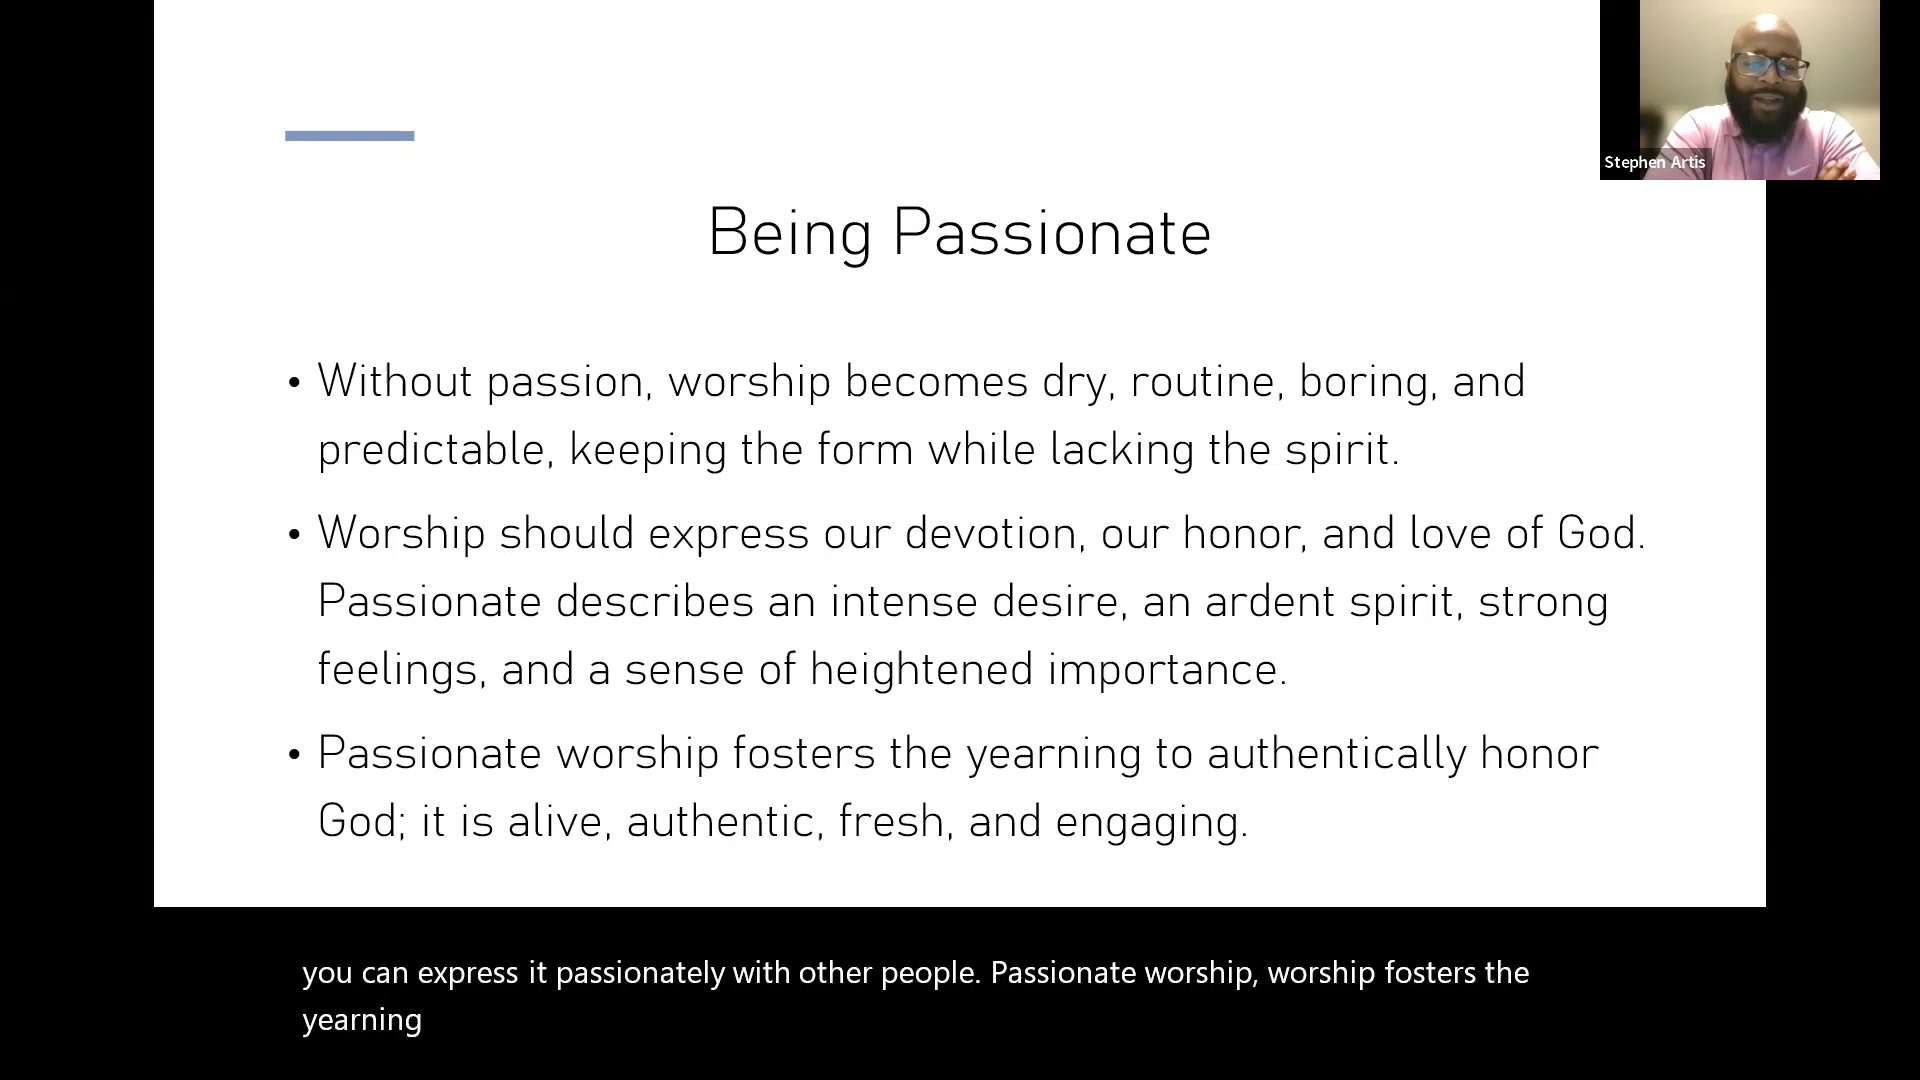 Stephen Artis
Being Passionate
• Without passion, worship becomes dry, routine, boring, and
predictable, keeping the form while lacking the spirit.
• Worship should express our devotion, our honor, and love of God.
Passionate describes an intense desire, an ardent spirit, strong
feelings, and a sense of heightened importance.
• Passionate worship fosters the yearning to authentically honor
God; it is alive, authentic, fresh, and engaging.
you can express it passionately with other people. Passionate worship, worship fosters the
yearning